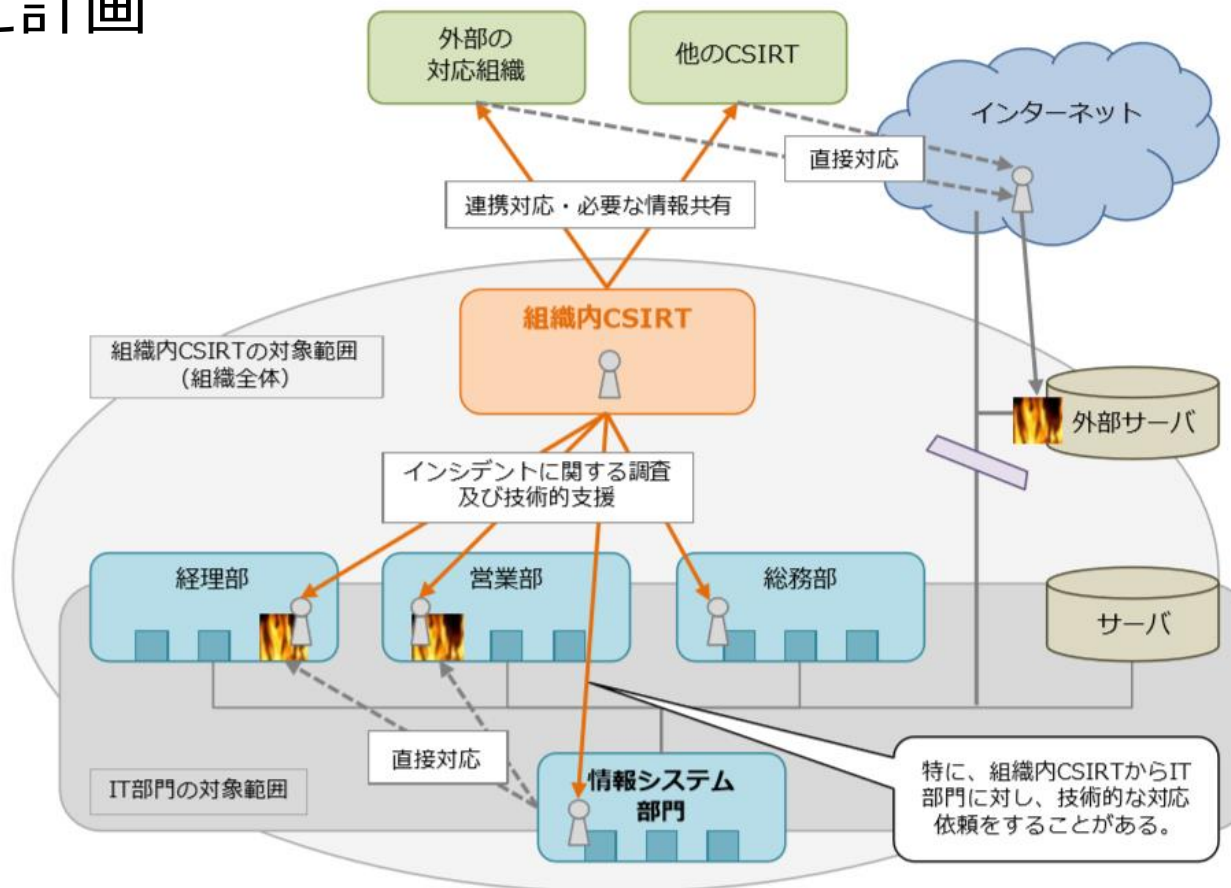 計画
外部の
対応組織
他のCSIRT
インターネット
直接対応
連携対応・必要な情報共有
組織内CSIRT
組織内CSIRTの対象範囲
（組織全体）
外部サーバ
インシデントに関する調査
及び技術的支援
経理部
営業部
総務部
サーバ
直接対応
IT部門の対象範囲
情報システム
部門
特に、組織内CSIRTからIT
部門に対し、技術的な対応
依頼をすることがある。